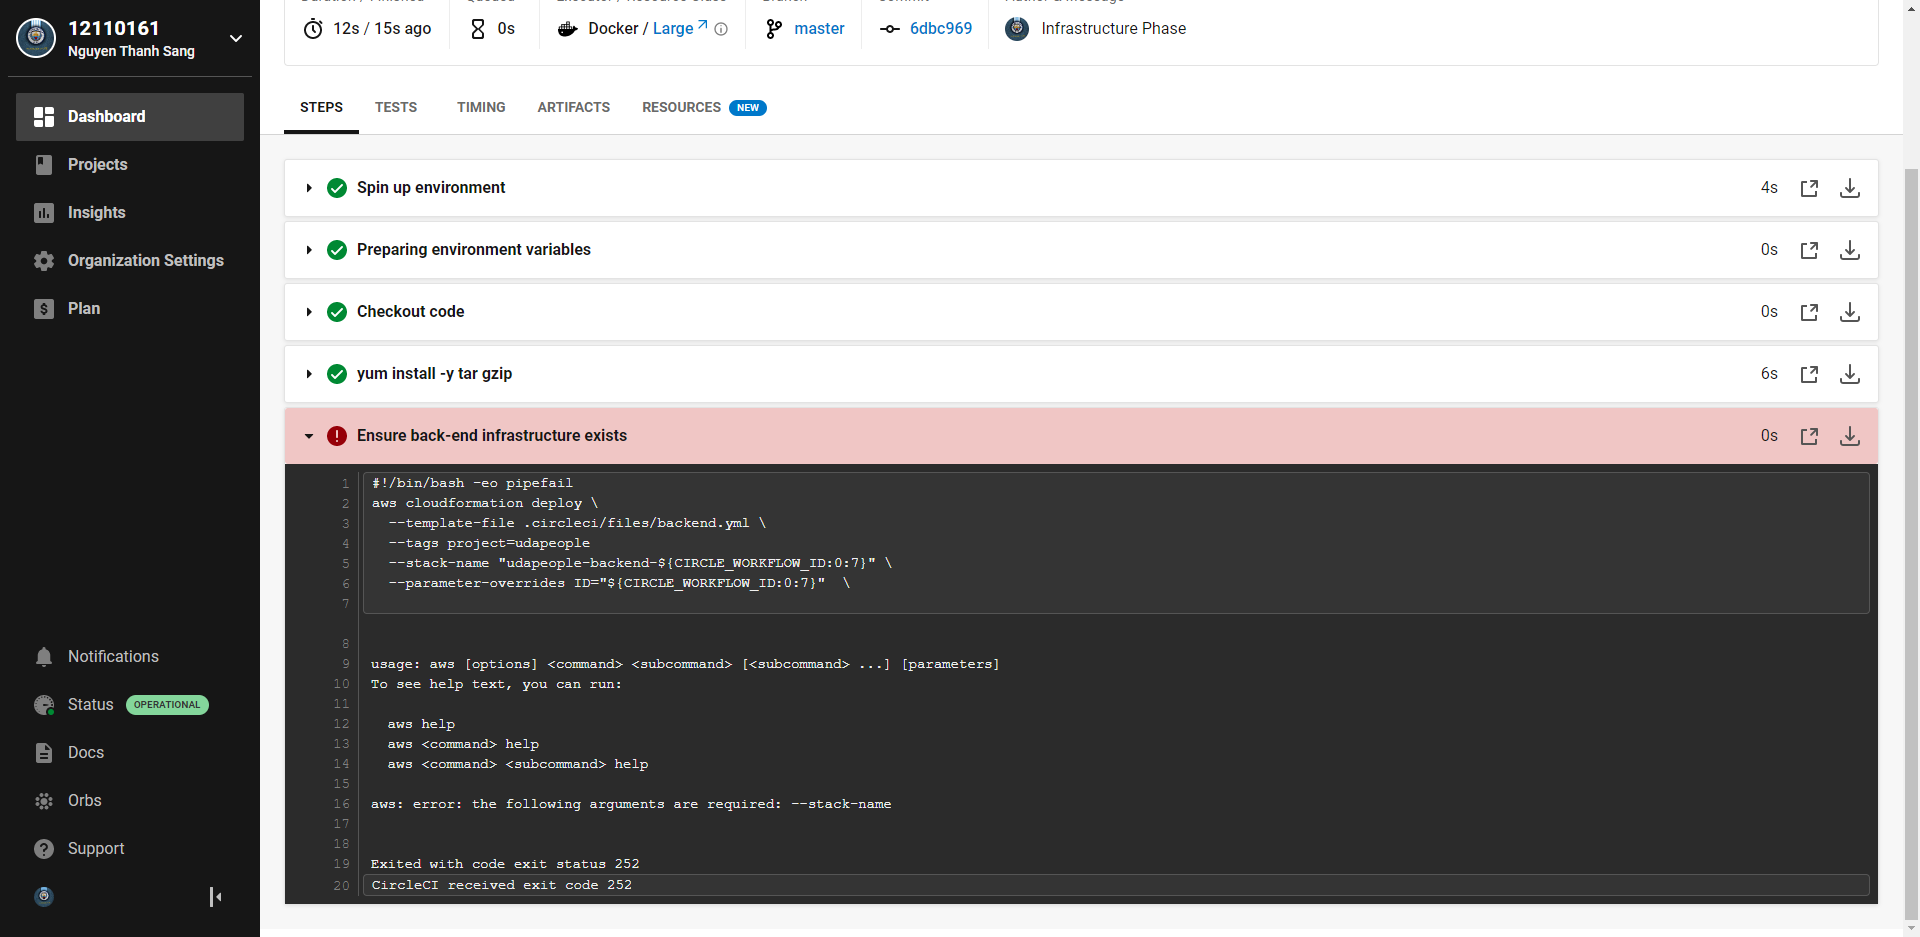 12110161
Nguyen Thanh Sang
Dashboard
Projects
Insights
Organization Settings
Plan
Notifications
Status OPERATIONAL
Docs
Orbs
Support
12s / 15s ago
0s
Docker / Large
master
6dbc969
Infrastructure Phase
STEPS TESTS TIMING ARTIFACTS RESOURCES NEW
Spin up environment 4s
Preparing environment variables 0s
Checkout code 0s
yum install -y tar gzip 6s
Ensure back-end infrastructure exists 0s
1 #!/bin/bash -eo pipefail
2 aws cloudformation deploy \
3 --template-file .circleci/files/backend.yml \
4 --tags project=udapeople
5 --stack-name "udapeople-backend-${CIRCLE_WORKFLOW_ID:0:7}" \
6 --parameter-overrides ID="${CIRCLE_WORKFLOW_ID:0:7}"  \
7
8
9 usage: aws [options] <command> <subcommand> [<subcommand> ...] [parameters]
10 To see help text, you can run:
11
12 aws help
13 aws <command> help
14 aws <command> <subcommand> help
15
16 aws: error: the following arguments are required: --stack-name
17
18
19 Exited with code exit status 252
20 CircleCI received exit code 252